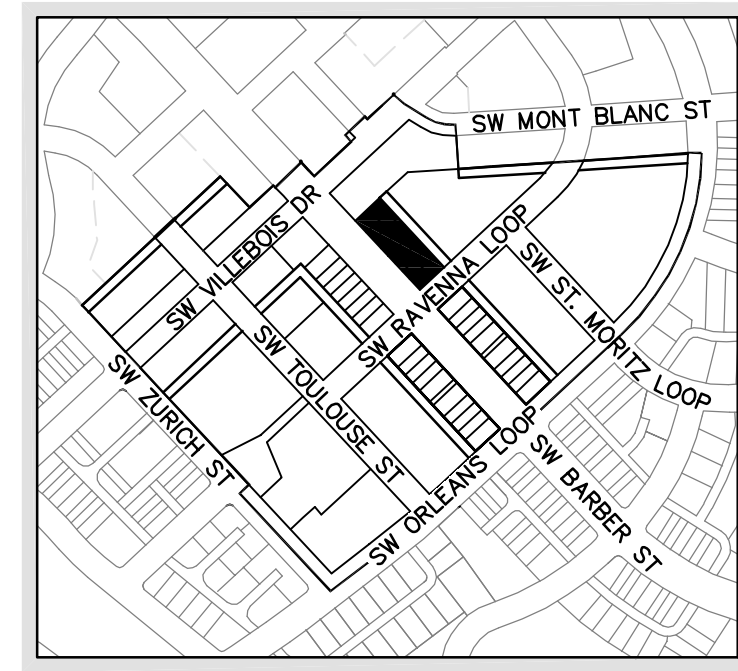 SW MONT BLANC ST
SW VILLEBOIS DR
SW RAVENNA LOOP
SW ST. MORITZ LOOP
SW ZURICH ST
SW TOULOUSE ST
SW ORLEANS LOOP
SW BARBER ST